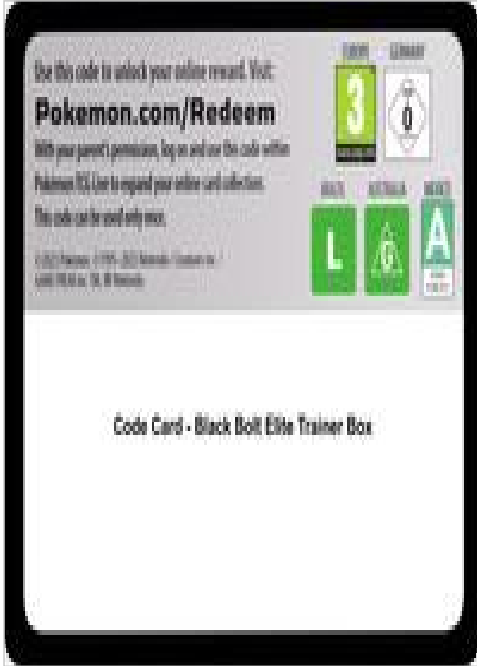 Use this code to unlock your online reward. Visit:
Pokemon.com/Redeem
With your parent's permission, log on and use this code within
Pokémon TCG Live to expand your online card collection.
This code can be used only once.
EUROPE
GERMANY
3
0
BRAZIL
AUSTRALIA
MEXICO
L
G
A
Code Card - Black Bolt Elite Trainer Box